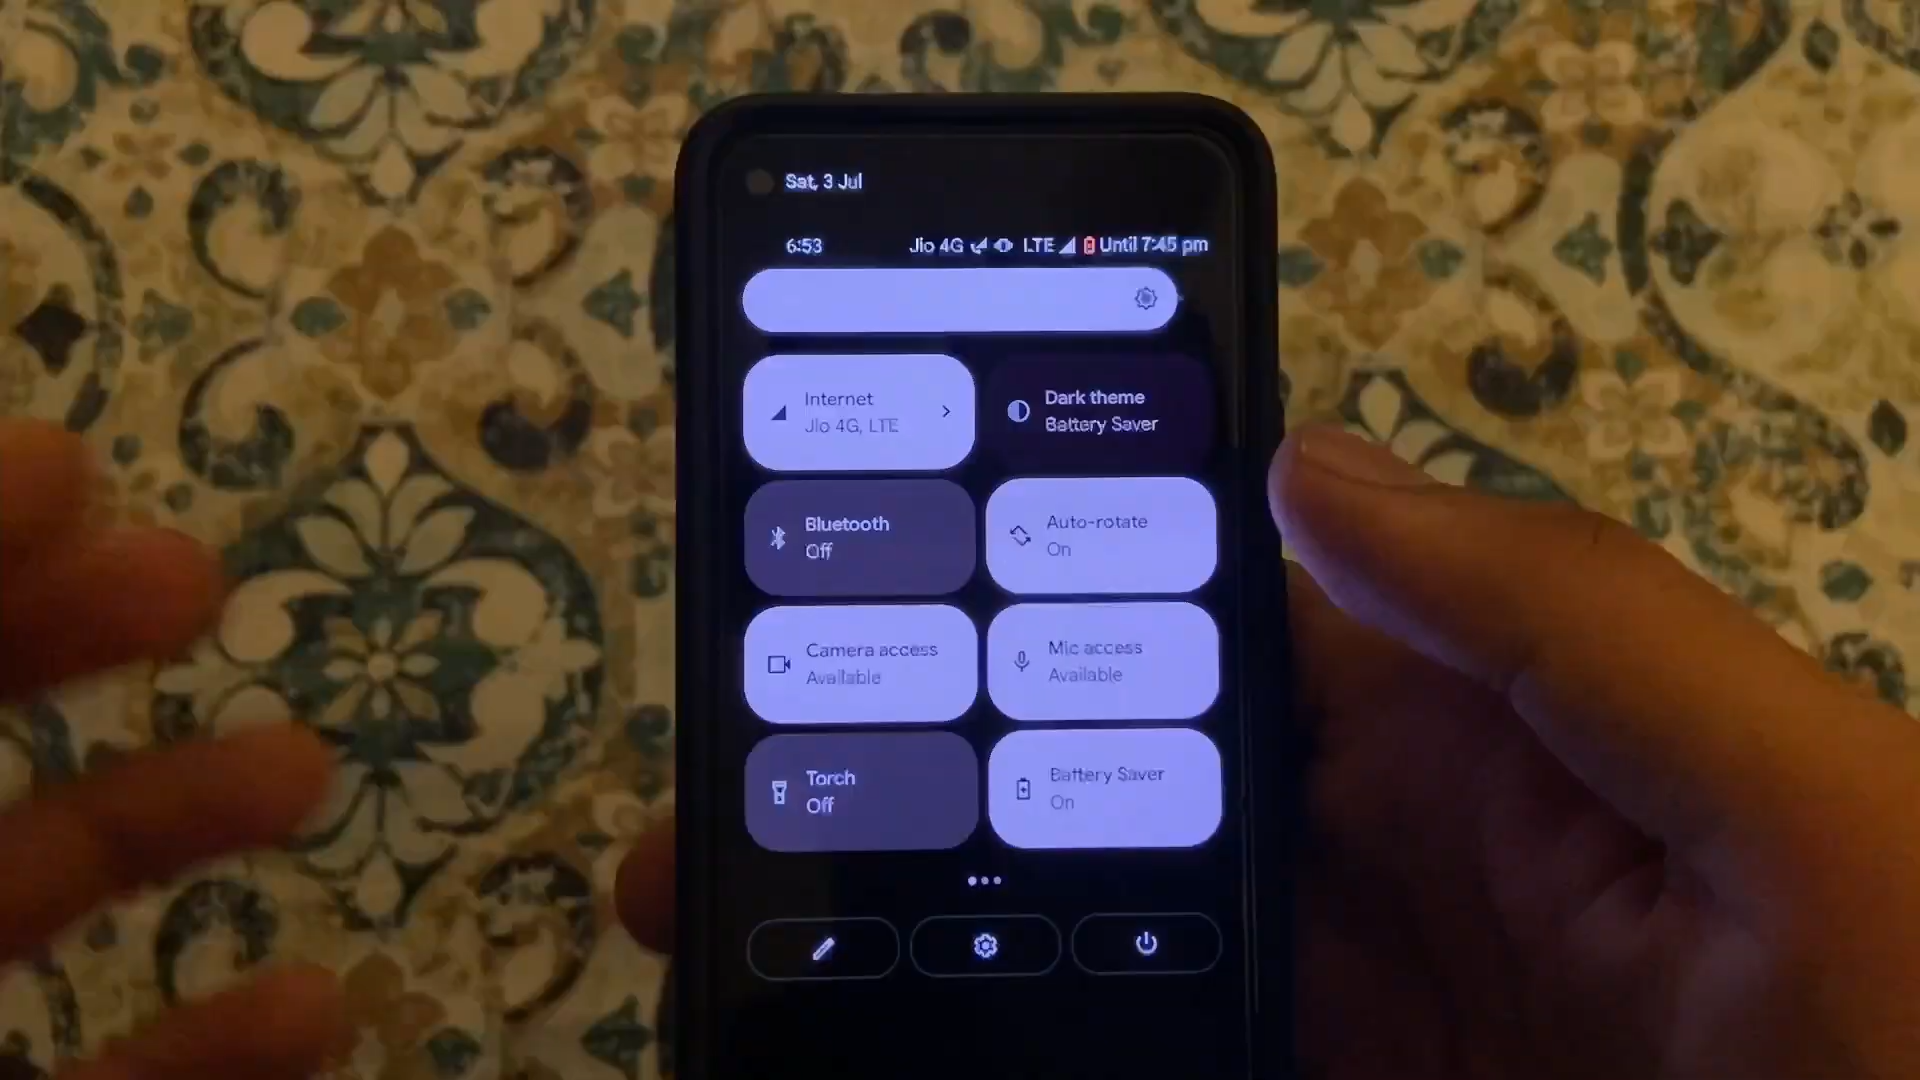 Sat, 3 Jul
6:53 Jio 4G LTE Until 7:45 pm
Internet
Jio 4G, LTE
Dark theme
Battery Saver
Bluetooth
Off
Auto-rotate
On
Camera access
Available
Mic access
Available
Torch
Off
Battery Saver
On